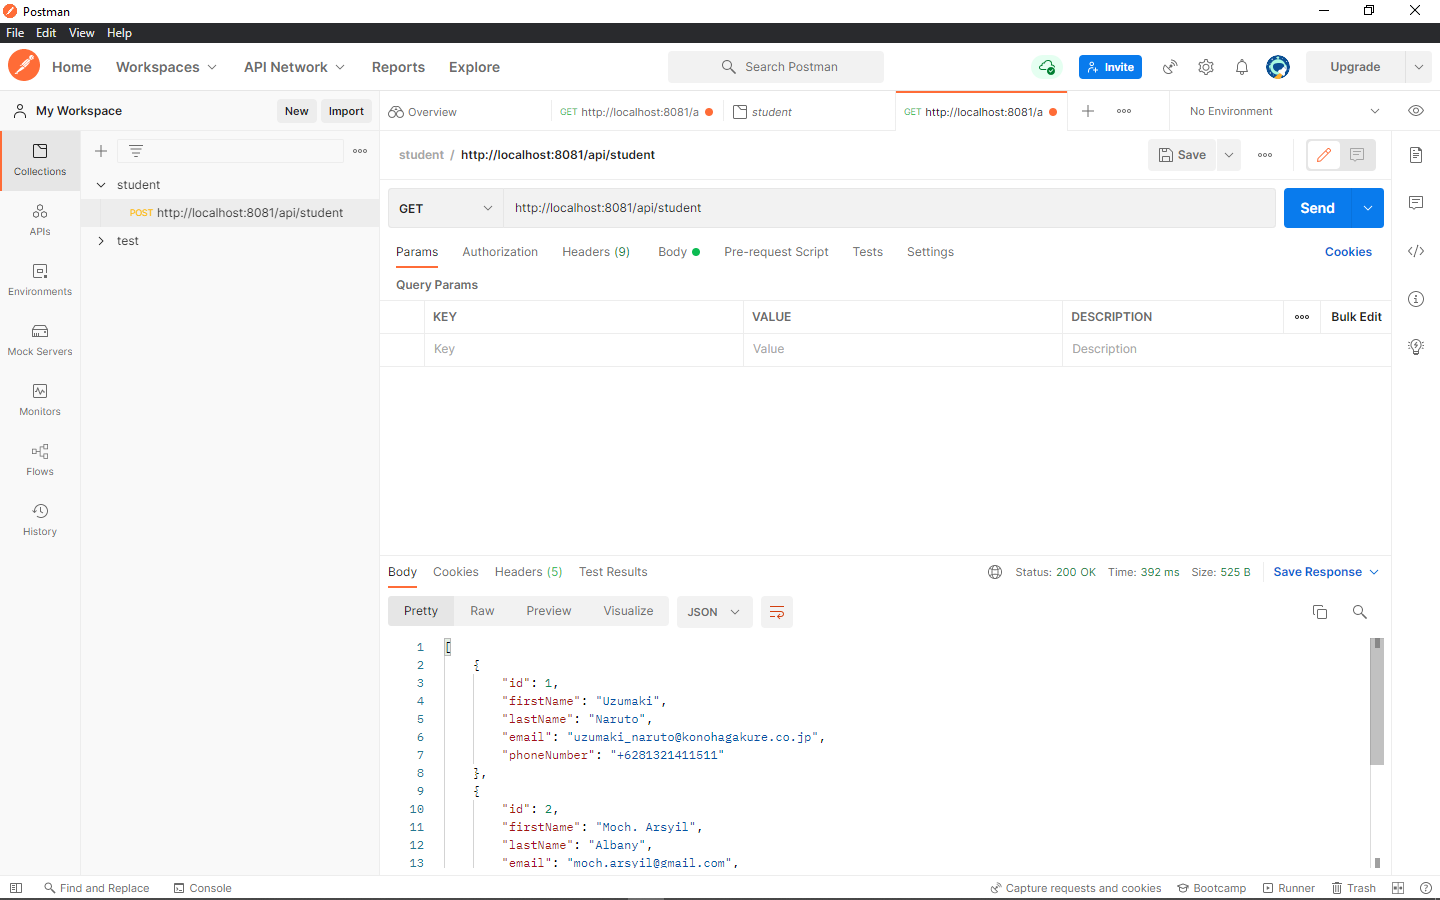 Postman
File Edit View Help
Home Workspaces API Network Reports Explore Search Postman Invite Upgrade
My Workspace New Import
Overview GET http://localhost:8081/a student GET http://localhost:8081/a No Environment
Collections
APIs
Environments
Mock Servers
Monitors
Flows
History
student
POST http://localhost:8081/api/student
test
student / http://localhost:8081/api/student Save
GET http://localhost:8081/api/student Send
Params Authorization Headers (9) Body Pre-request Script Tests Settings Cookies
Query Params
KEY VALUE DESCRIPTION Bulk Edit
Key Value Description
Body Cookies Headers (5) Test Results Status: 200 OK Time: 392 ms Size: 525 B Save Response
Pretty Raw Preview Visualize JSON
1 [
2 {
3 "id": 1,
4 "firstName": "Uzumaki",
5 "lastName": "Naruto",
6 "email": "uzumaki_naruto@konohagakure.co.jp",
7 "phoneNumber": "+6281321411511"
8 },
9 {
10 "id": 2,
11 "firstName": "Moch. Arsyil",
12 "lastName": "Albany",
13 "email": "moch.arsyil@gmail.com",
Find and Replace Console Capture requests and cookies Bootcamp Runner Trash